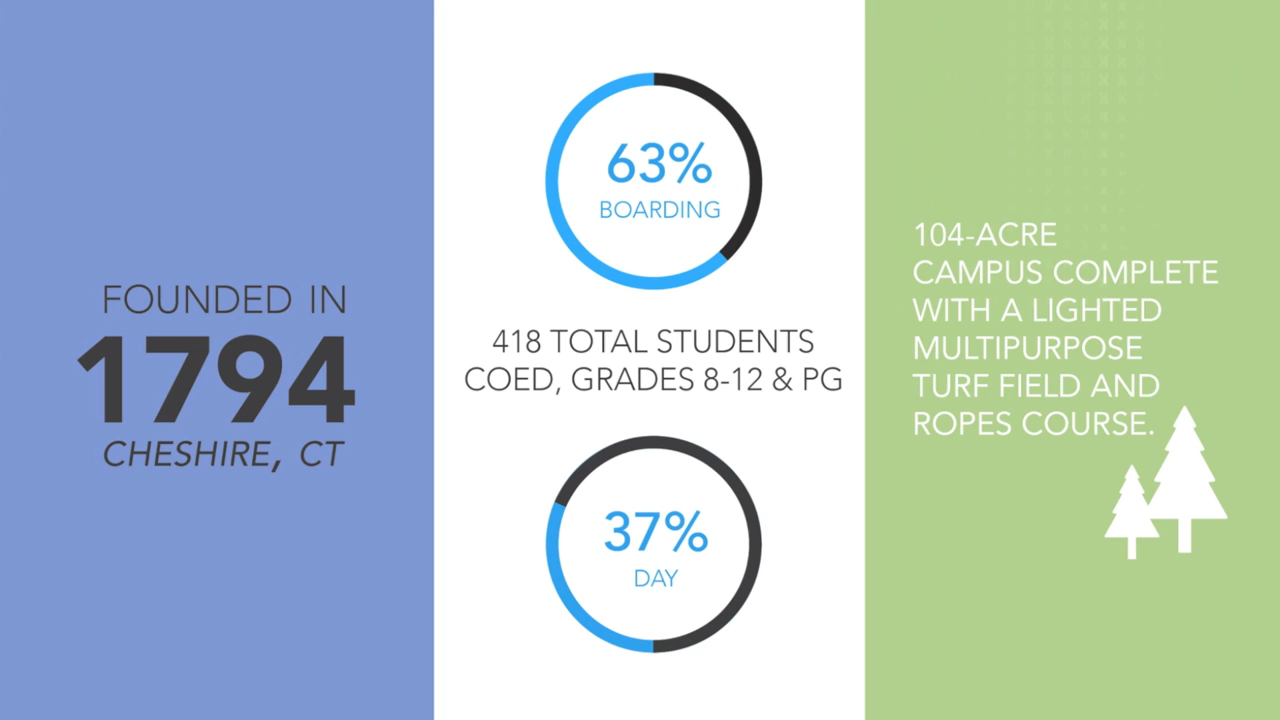 FOUNDED IN
1794
CHESHIRE, CT
63%
BOARDING
418 TOTAL STUDENTS
COED, GRADES 8-12 & PG
37%
DAY
104-ACRE
CAMPUS COMPLETE
WITH A LIGHTED
MULTIPURPOSE
TURF FIELD AND
ROPES COURSE.